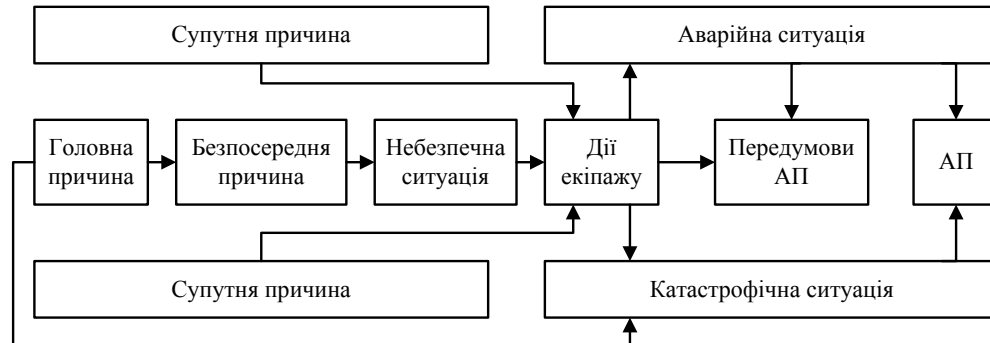 Супутня причина
Аварійна ситуація
Головна
причина
Безпосередня
причина
Небезпечна
ситуація
Дії
екіпажу
Передумови
АП
АП
Супутня причина
Катастрофічна ситуація